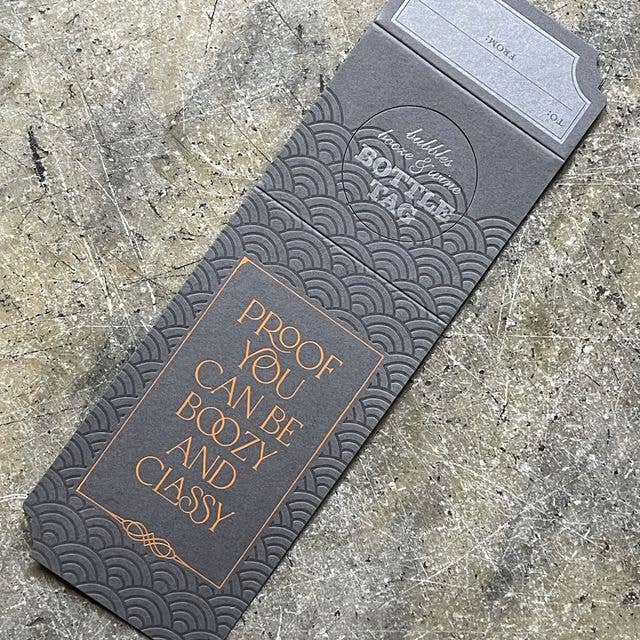 TO:
FROM:
bubbles
booze & wine
BOTTLE
TAG
PROOF
YOU
CAN BE
BOOZY
AND
CLASSY